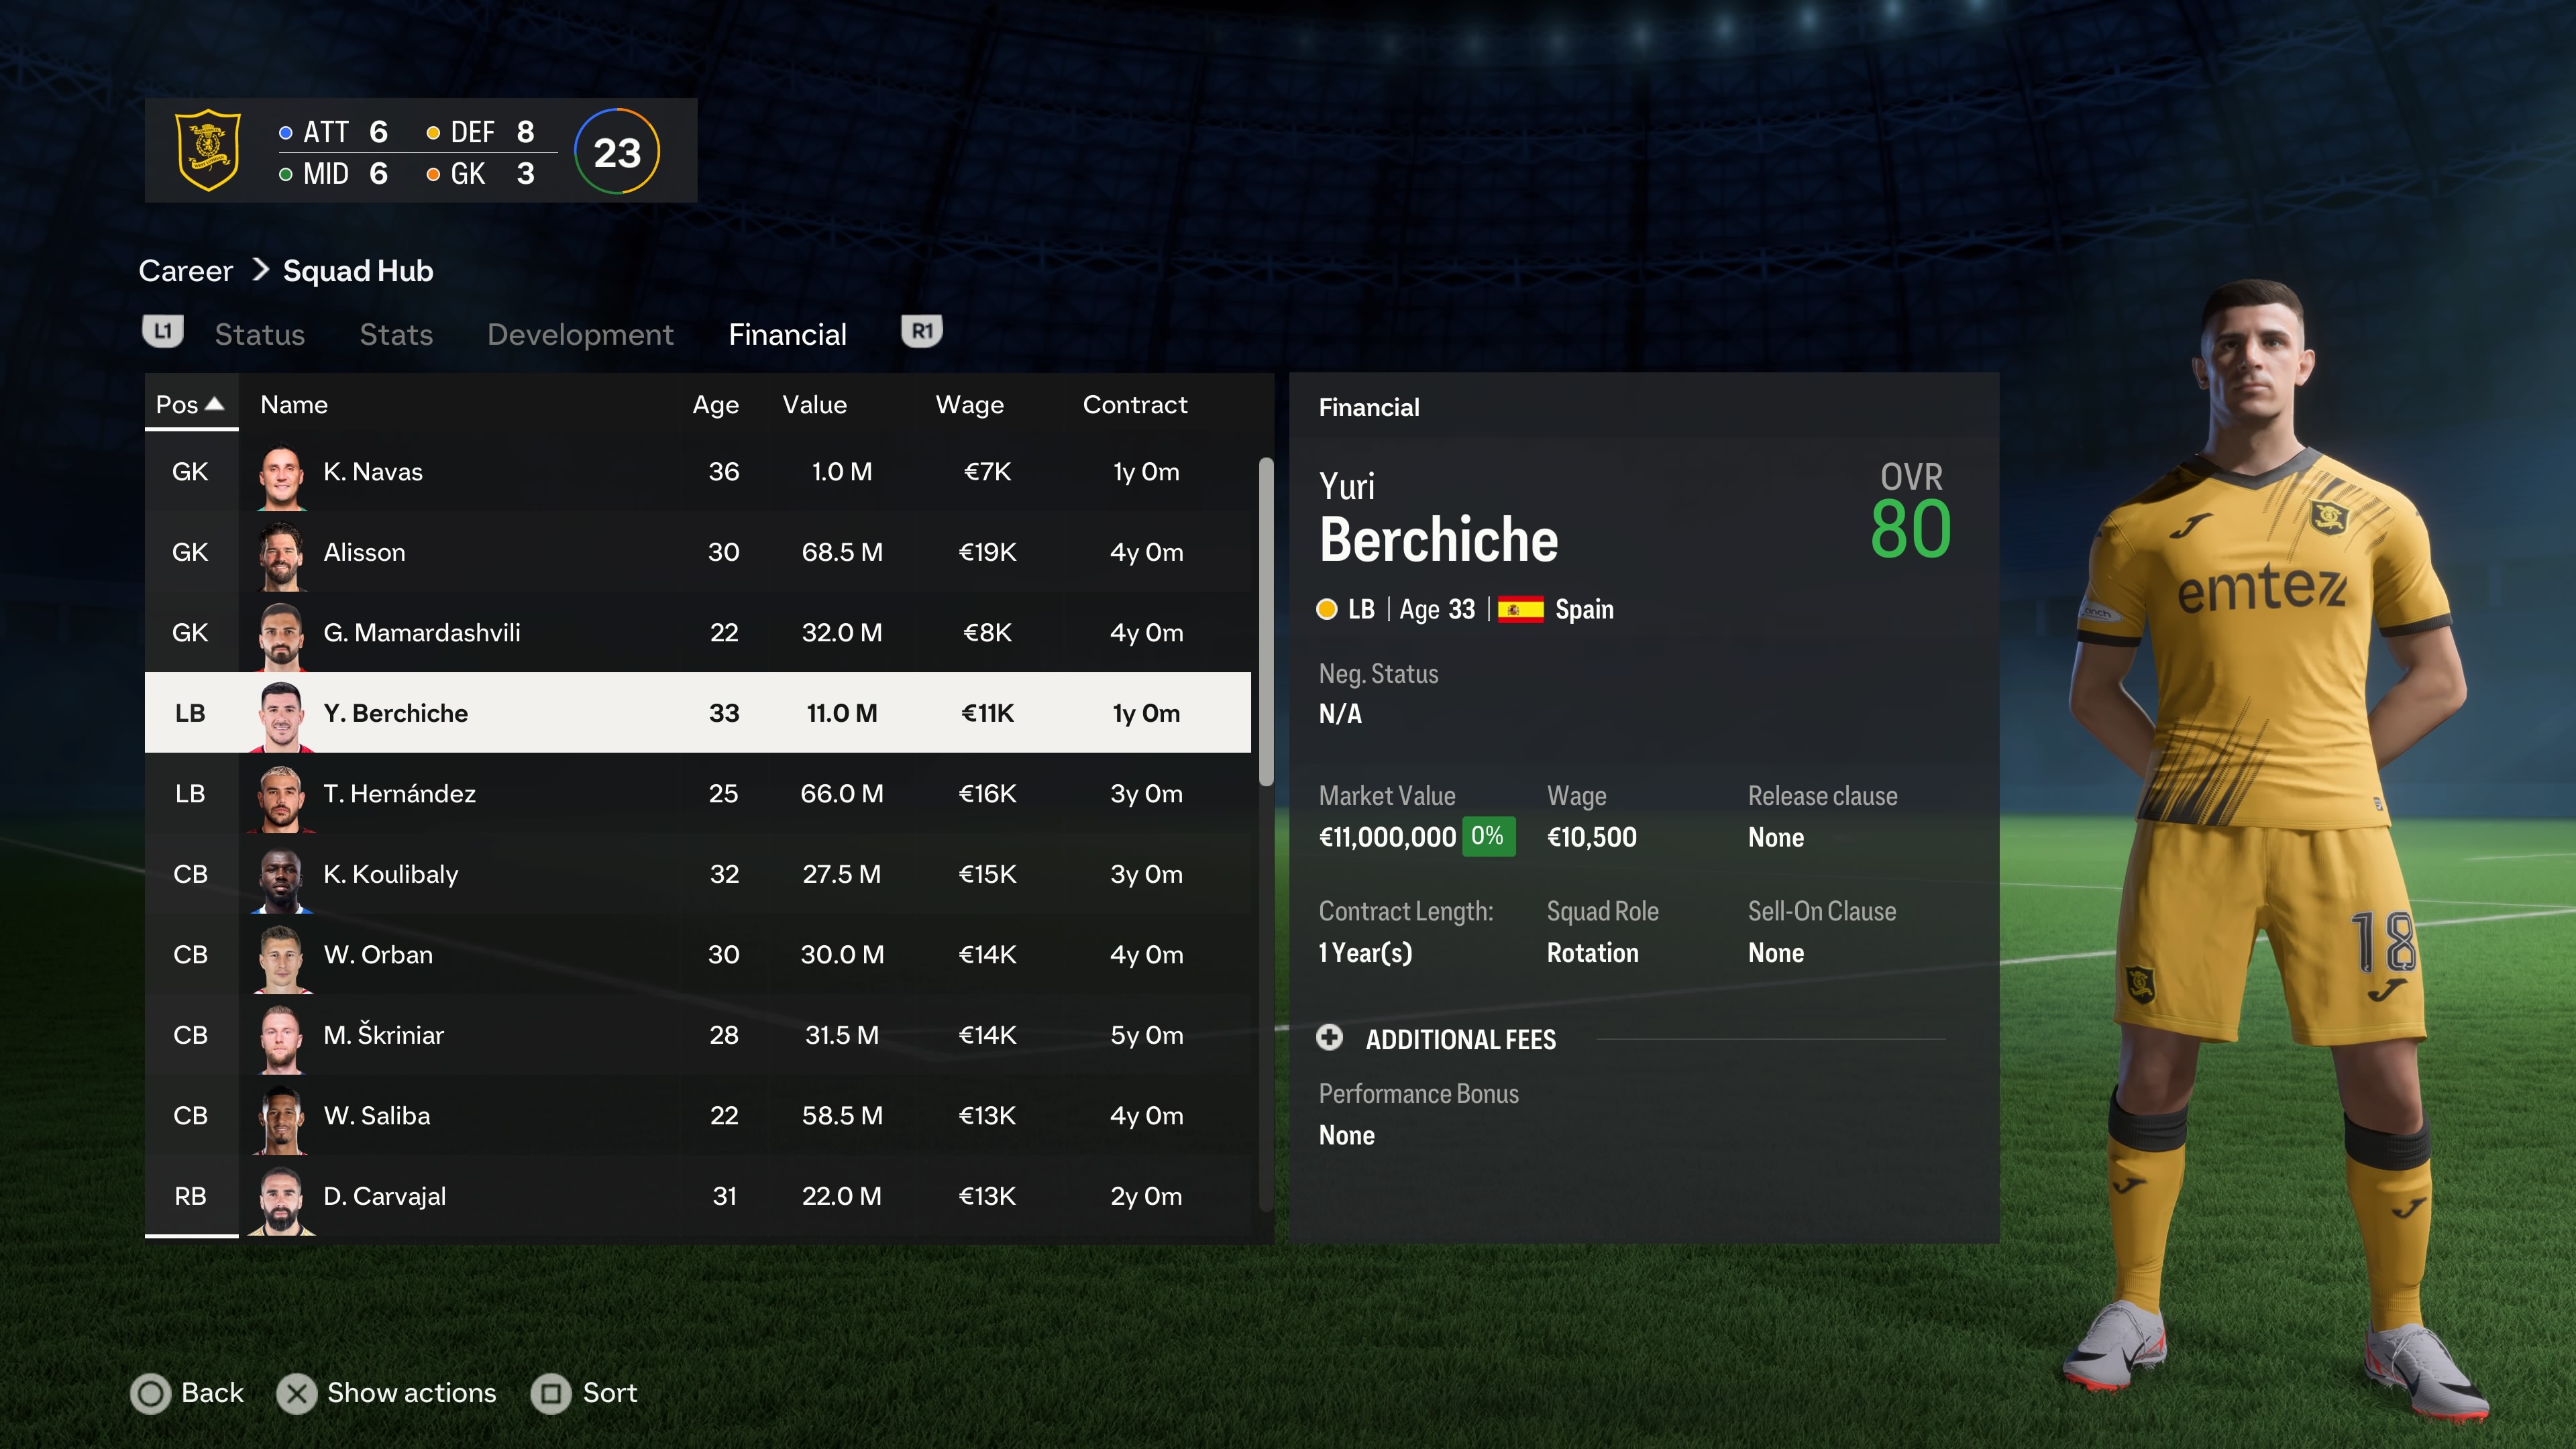 ATT 6 DEF 8
MID 6 GK 3
23
Career > Squad Hub
L1 Status Stats Development Financial R1
Pos Name Age Value Wage Contract
GK K. Navas 36 1.0 M €7K 1y 0m
GK Alisson 30 68.5 M €19K 4y 0m
GK G. Mamardashvili 22 32.0 M €8K 4y 0m
LB Y. Berchiche 33 11.0 M €11K 1y 0m
LB T. Hernández 25 66.0 M €16K 3y 0m
CB K. Koulibaly 32 27.5 M €15K 3y 0m
CB W. Orban 30 30.0 M €14K 4y 0m
CB M. Škriniar 28 31.5 M €14K 5y 0m
CB W. Saliba 22 58.5 M €13K 4y 0m
RB D. Carvajal 31 22.0 M €13K 2y 0m
Financial
Yuri
Berchiche
OVR
80
LB | Age 33 | Spain
Neg. Status
N/A
Market Value Wage Release clause
€11,000,000 0% €10,500 None
Contract Length: Squad Role Sell-On Clause
1 Year(s) Rotation None
ADDITIONAL FEES
Performance Bonus
None
emtez
18
Back Show actions Sort